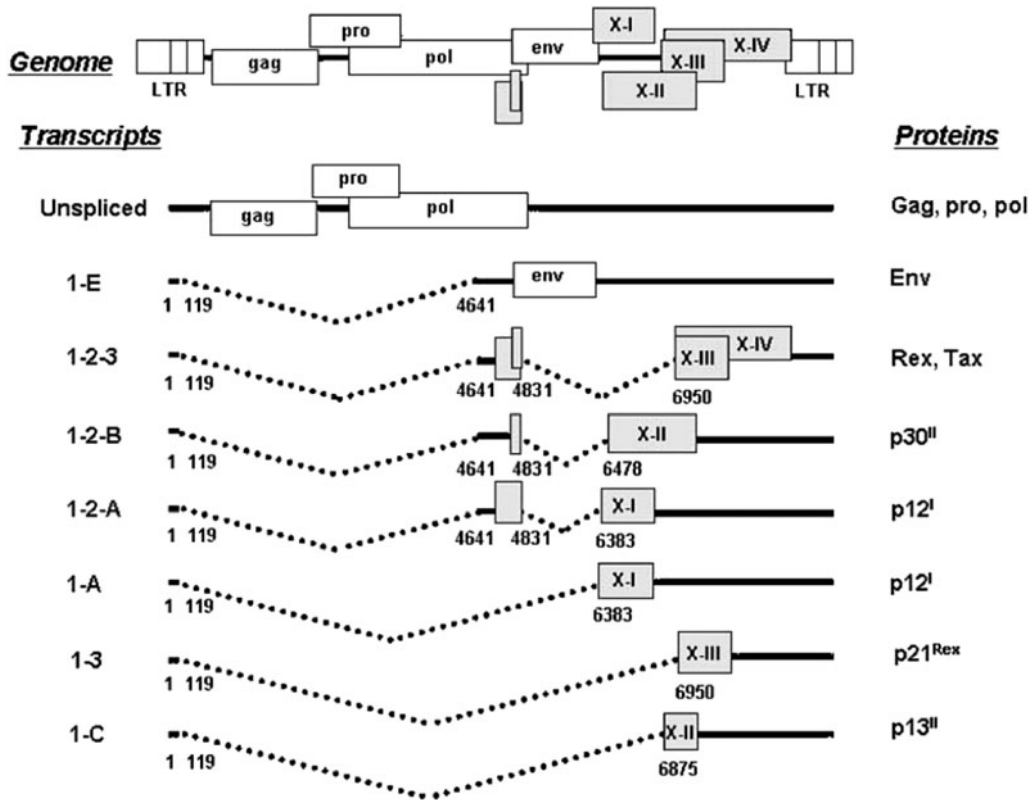 X-I
pro
X-IV
env
pol
Genome
gag
X-III
X-II
LTR
LTR
Transcripts
Proteins
pro
Unspliced
gag
pol
Gag, pro, pol
1-E
env
Env
1 119
4641
1-2-3
X-III
X-IV
Rex, Tax
1 119
4641 4831
6950
1-2-B
X-II
p30II
1 119
4641 4831
6478
1-2-A
X-I
p12I
1 119
4641 4831
6383
1-A
X-I
p12I
1 119
6383
1-3
X-III
p21Rex
1 119
6950
1-C
X-II
p13II
1 119
6875